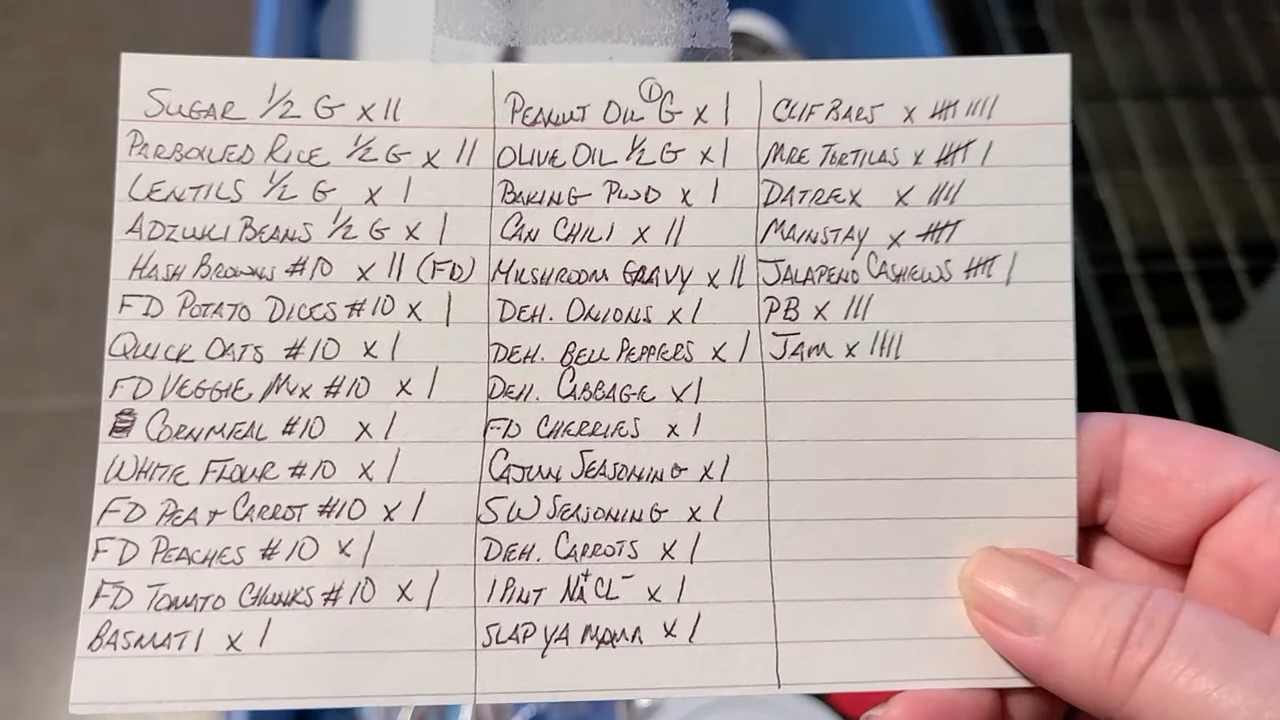 SUGAR 1/2 G x II
PARBOILED RICE 1/2 G x II
LENTILS 1/2 G x I
ADZUKI BEANS 1/2 G x I
HASH BROWNS #10 x II (FD)
FD POTATO DICES #10 x I
QUICK OATS #10 x I
FD VEGGIE MIX #10 x I
CORNMEAL #10 x I
WHITE FLOUR #10 x I
FD PEA + CARROT #10 x I
FD PEACHES #10 x I
FD TOMATO CHUNKS #10 x I
BASMATI x I
PEANUT OIL ① G x I
OLIVE OIL 1/2 G x I
BAKING PWD x I
CAN CHILI x II
MUSHROOM GRAVY x II
DEH. ONIONS x I
DEH. BELL PEPPERS x I
DEH. CABBAGE x I
FD CHERRIES x I
CAJUN SEASONING x I
SW SEASONING x I
DEH. CARROTS x I
1 PINT Na⁺CL⁻ x I
SLAP YA MAMA x I
CLIF BARS x IIII IIII
MRE TORTILAS x IIII I
DATREX x IIII
MAINSTAY x IIII
JALAPENO CASHEWS IIII I
PB x III
JAM x IIII